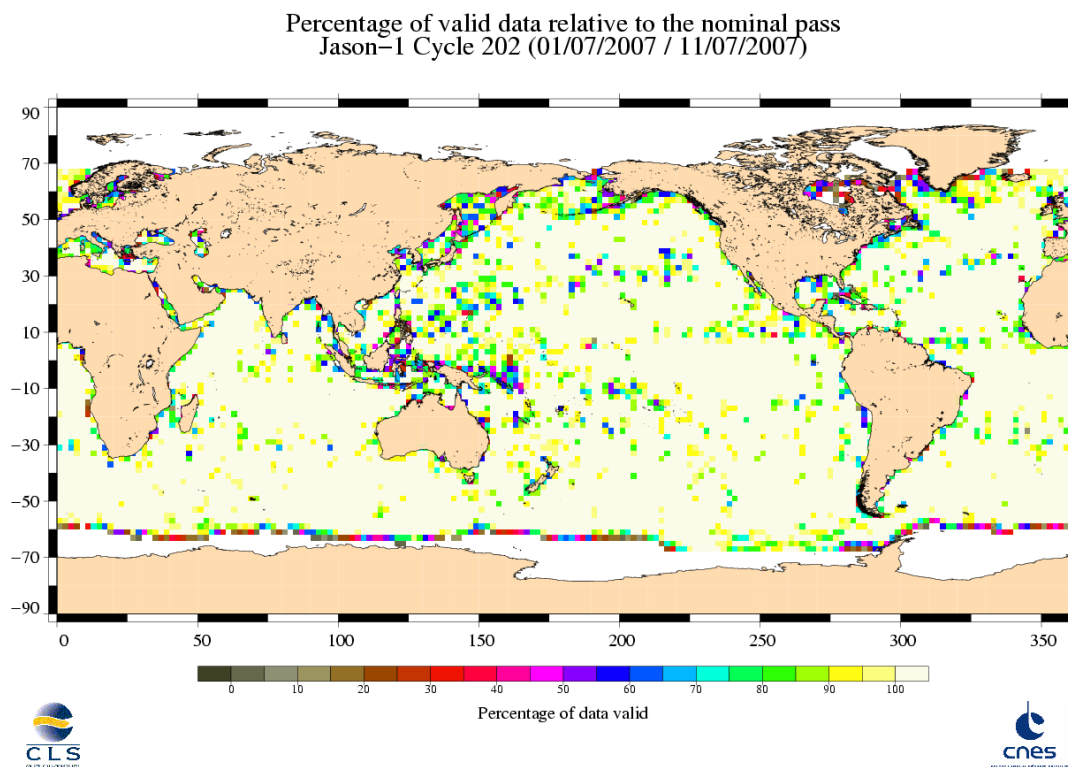 Percentage of valid data relative to the nominal pass
Jason−1 Cycle 202 (01/07/2007 / 11/07/2007)
90
70
50
30
10
−10
−30
−50
−70
−90
0 50 100 150 200 250 300 350
0 10 20 30 40 50 60 70 80 90 100
Percentage of data valid
CLS
cnes